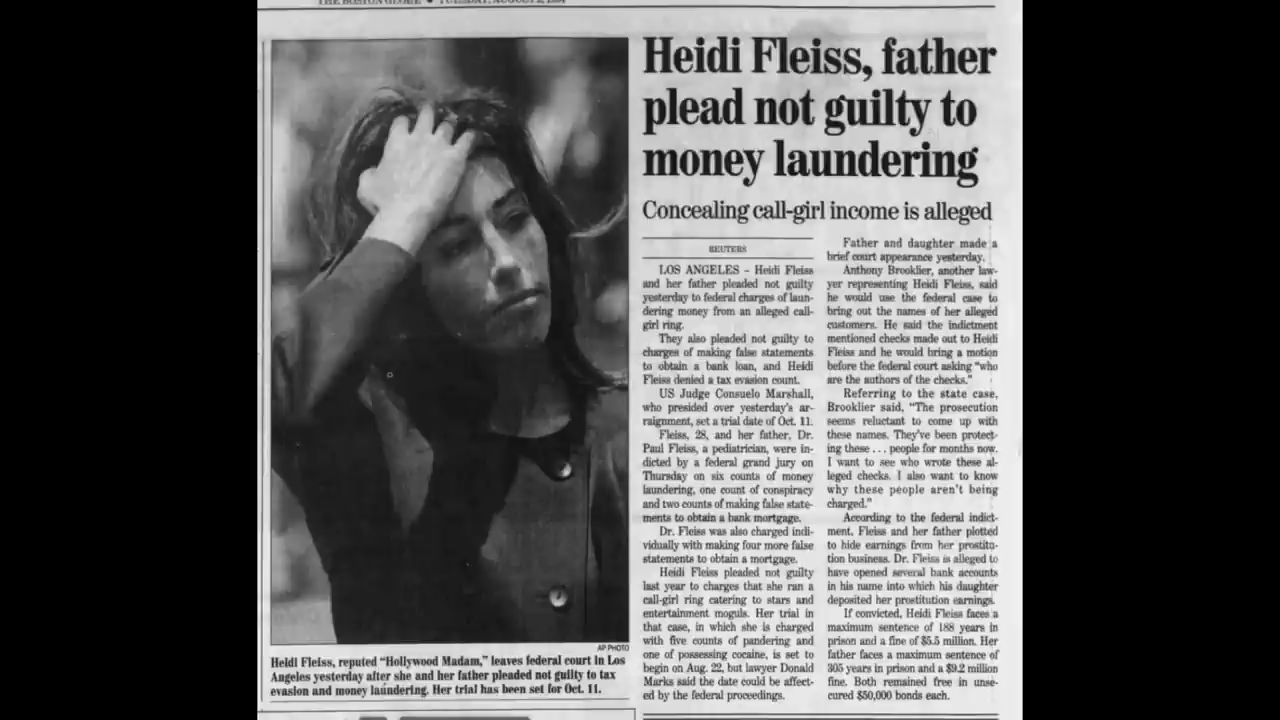 THE BOSTON GLOBE • TUESDAY, AUGUST 2, 1994
Heidi Fleiss, father
plead not guilty to
money laundering
Concealing call-girl income is alleged
REUTERS
LOS ANGELES – Heidi Fleiss
and her father pleaded not guilty
yesterday to federal charges of laun-
dering money from an alleged call-
girl ring.
They also pleaded not guilty to
charges of making false statements
to obtain a bank loan, and Heidi
Fleiss denied a tax evasion count.
US Judge Consuelo Marshall,
who presided over yesterday's ar-
raignment, set a trial date of Oct. 11.
Fleiss, 28, and her father, Dr.
Paul Fleiss, a pediatrician, were in-
dicted by a federal grand jury on
Thursday on six counts of money
laundering, one count of conspiracy
and two counts of making false state-
ments to obtain a bank mortgage.
Dr. Fleiss was also charged indi-
vidually with making four more false
statements to obtain a mortgage.
Heidi Fleiss pleaded not guilty
last year to charges that she ran a
call-girl ring catering to stars and
entertainment moguls. Her trial in
that case, in which she is charged
with five counts of pandering and
one of possessing cocaine, is set to
begin on Aug. 22, but lawyer Donald
Marks said the date could be affect-
ed by the federal proceedings.
Father and daughter made a
brief court appearance yesterday.
Anthony Brooklier, another law-
yer representing Heidi Fleiss, said
he would use the federal case to
bring out the names of her alleged
customers. He said the indictment
mentioned checks made out to Heidi
Fleiss and he would bring a motion
before the federal court asking "who
are the authors of the checks."
Referring to the state case,
Brooklier said, "The prosecution
seems reluctant to come up with
these names. They've been protect-
ing these . . . people for months now.
I want to see who wrote these al-
leged checks. I also want to know
why these people aren't being
charged."
According to the federal indict-
ment, Fleiss and her father plotted
to hide earnings from her prostitu-
tion business. Dr. Fleiss is alleged to
have opened several bank accounts
in his name into which his daughter
deposited her prostitution earnings.
If convicted, Heidi Fleiss faces a
maximum sentence of 188 years in
prison and a fine of $5.5 million. Her
father faces a maximum sentence of
305 years in prison and a $9.2 million
fine. Both remained free in unse-
cured $50,000 bonds each.
AP PHOTO
Heidi Fleiss, reputed "Hollywood Madam," leaves federal court in Los
Angeles yesterday after she and her father pleaded not guilty to tax
evasion and money laundering. Her trial has been set for Oct. 11.